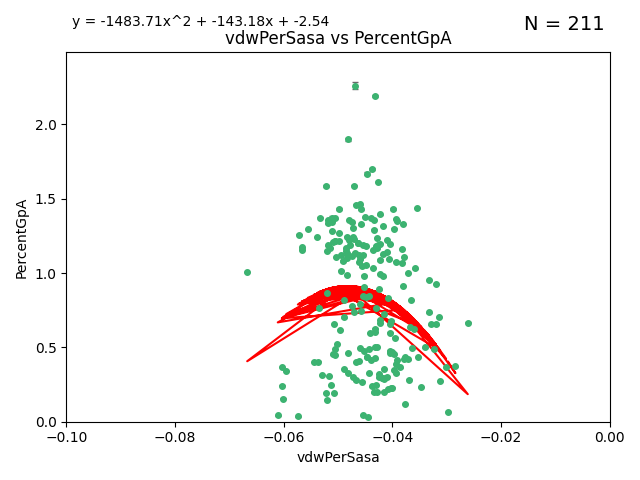 y = -1483.71x^2 + -143.18x + -2.54
N = 211
vdwPerSasa vs PercentGpA
PercentGpA
2.0
1.5
1.0
0.5
0.0
−0.10 −0.08 −0.06 −0.04 −0.02 0.00
vdwPerSasa